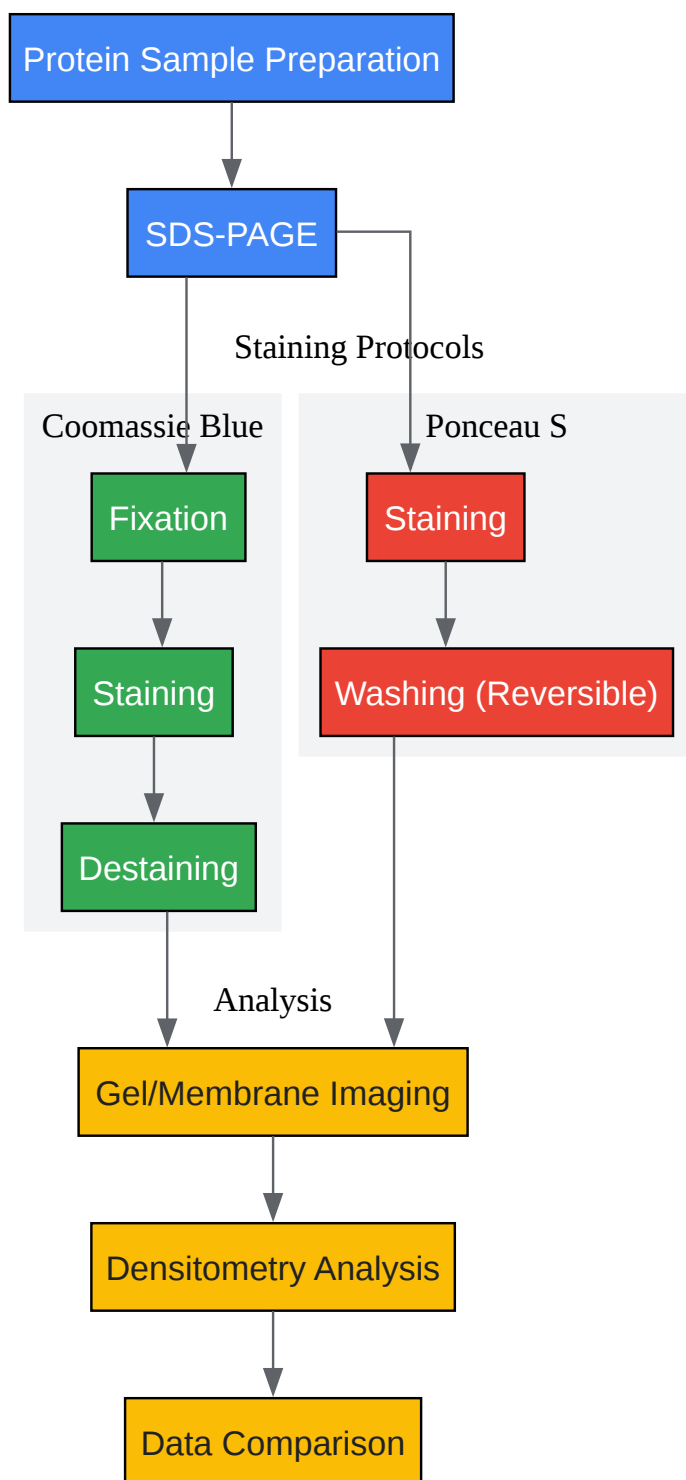 Protein Sample Preparation
SDS-PAGE
Staining Protocols
Coomassie Blue
Ponceau S
Fixation
Staining
Staining
Washing (Reversible)
Destaining
Analysis
Gel/Membrane Imaging
Densitometry Analysis
Data Comparison